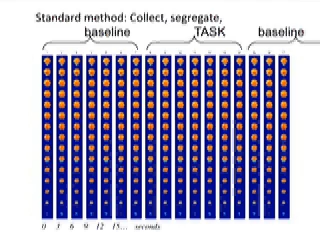 Standard method: Collect, segregate,
baseline TASK baseline
0 3 6 9 12 15... seconds